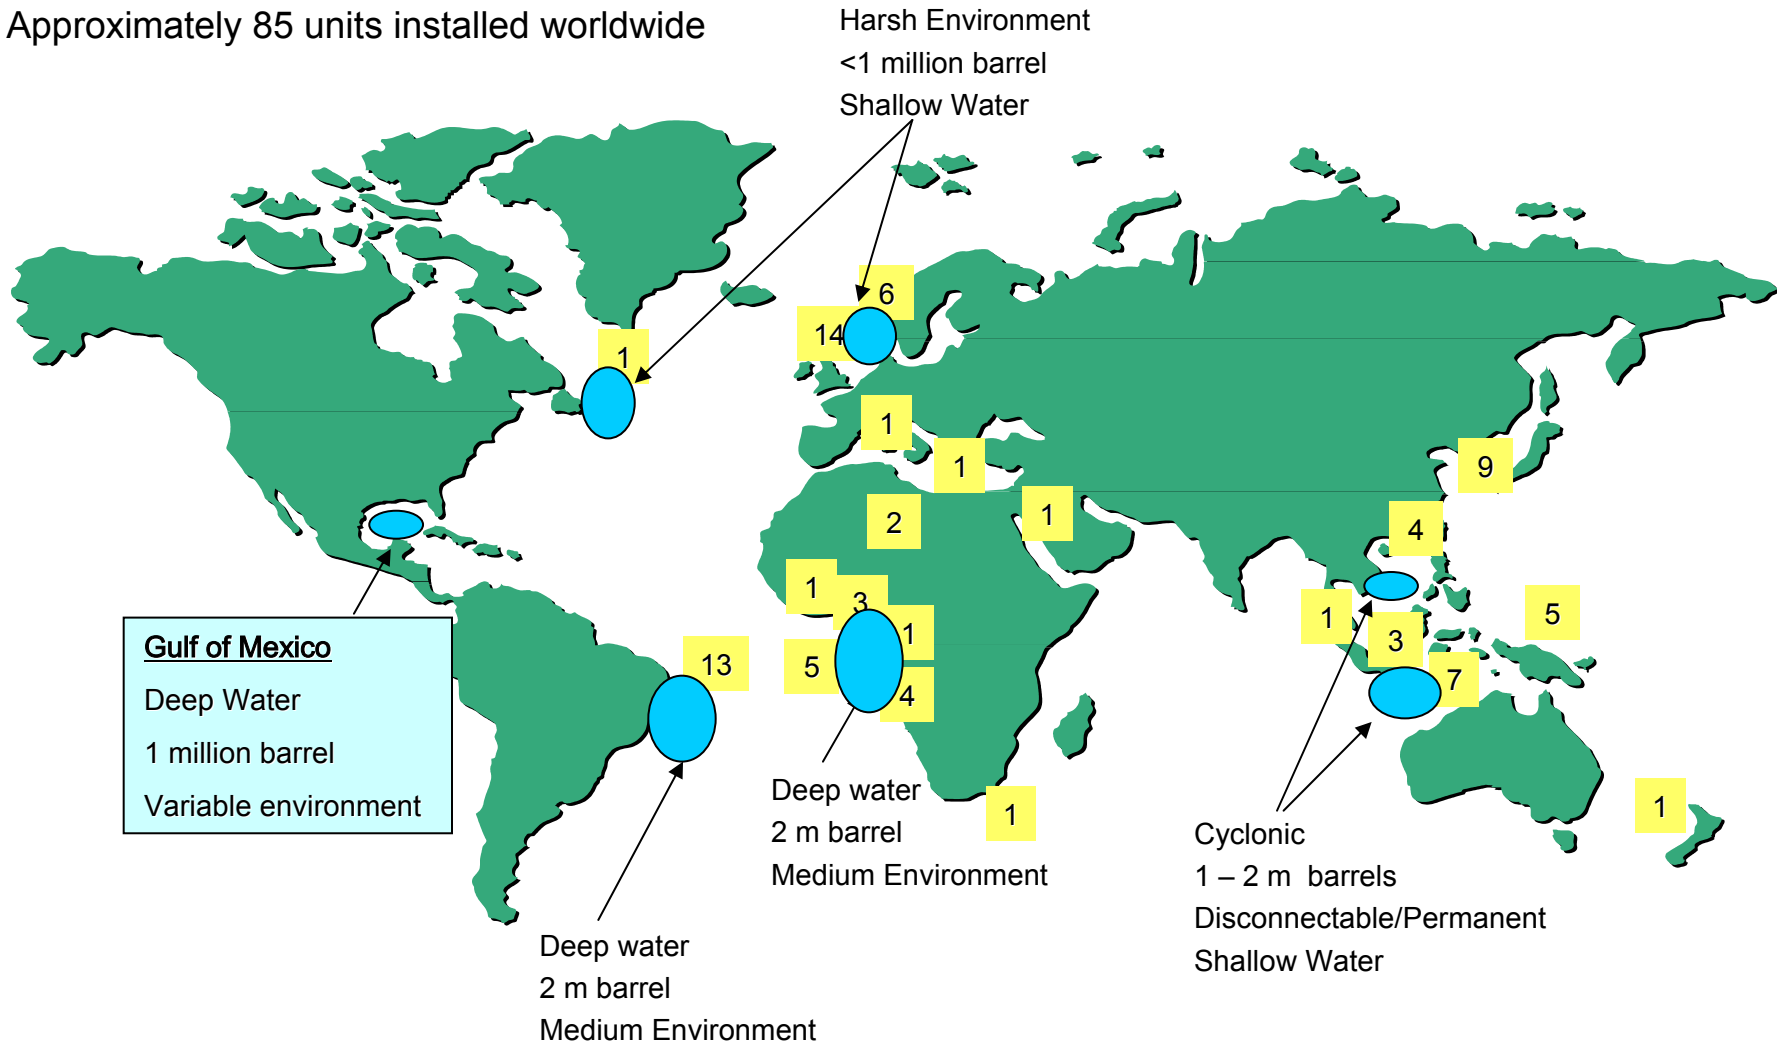 Approximately 85 units installed worldwide
Harsh Environment
<1 million barrel
Shallow Water
6
14
1
1
1
9
2
1
4
1
3
1
5
4
1
3
5
7
13
1
1
Gulf of Mexico
Deep Water
1 million barrel
Variable environment
Deep water
2 m barrel
Medium Environment
Deep water
2 m barrel
Medium Environment
Cyclonic
1 – 2 m barrels
Disconnectable/Permanent
Shallow Water